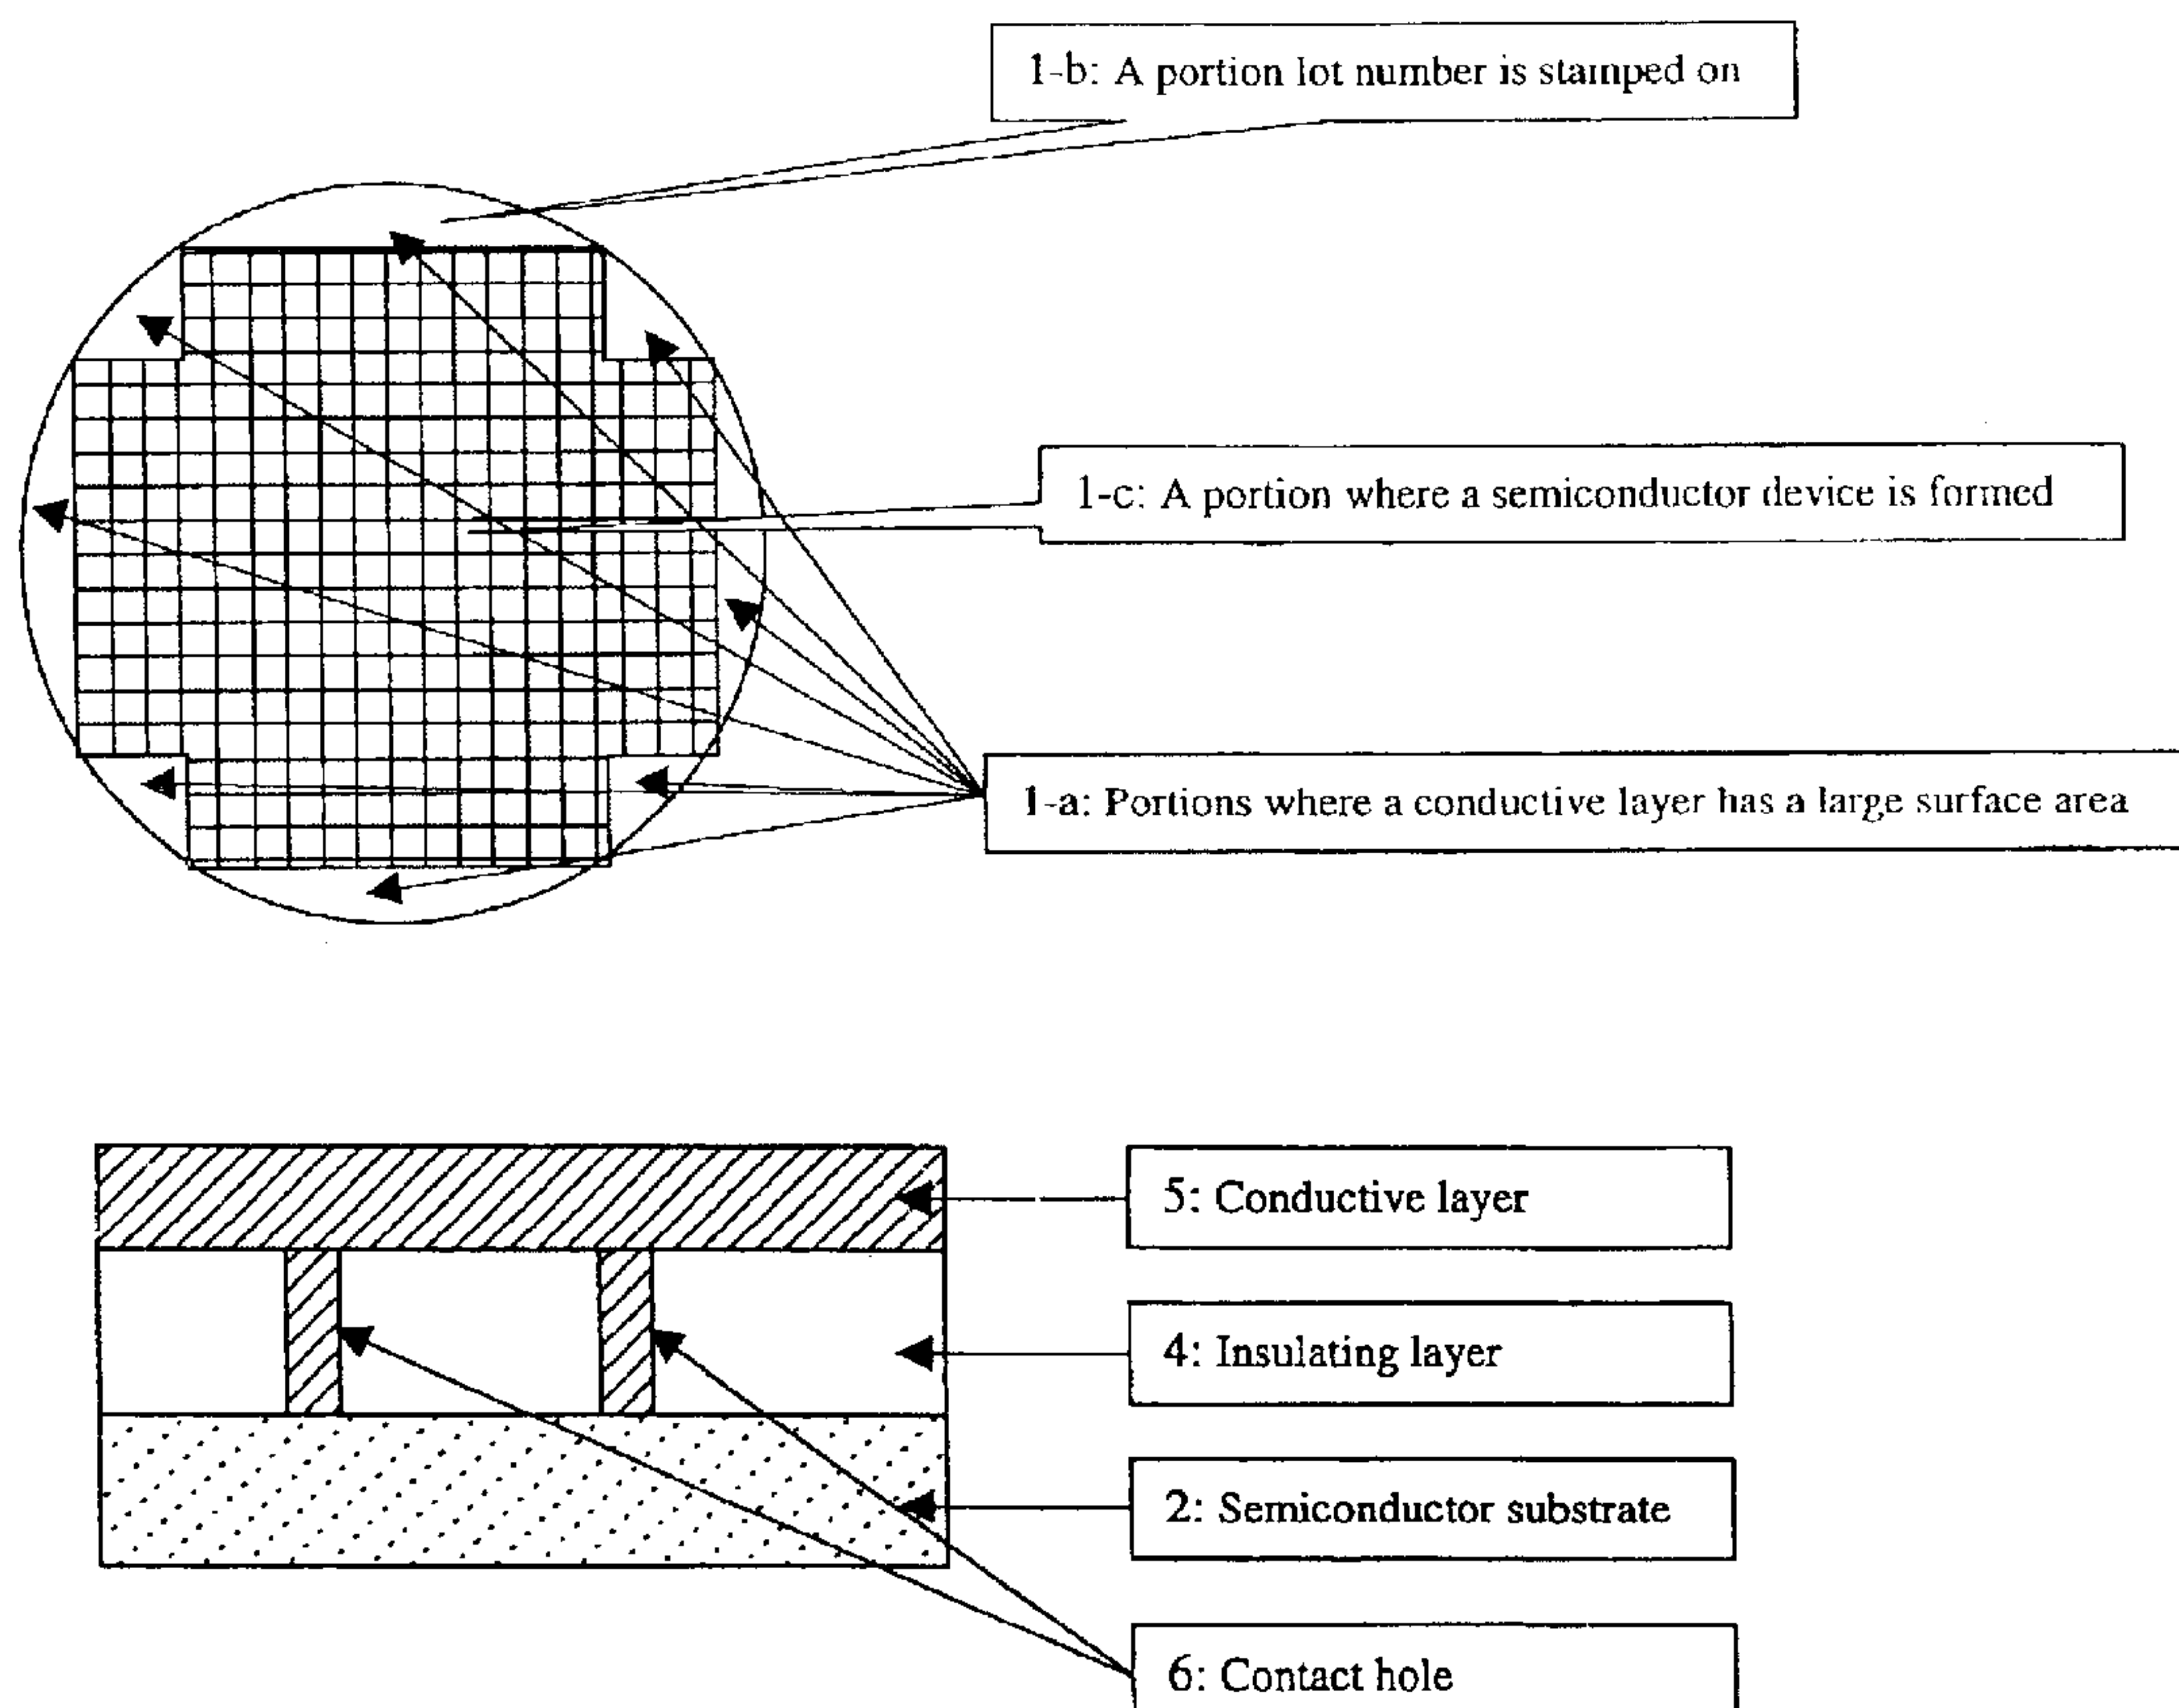 1-b: A portion lot number is stamped on
1-c: A portion where a semiconductor device is formed
1-a: Portions where a conductive layer has a large surface area
5: Conductive layer
4: Insulating layer
2: Semiconductor substrate
6: Contact hole